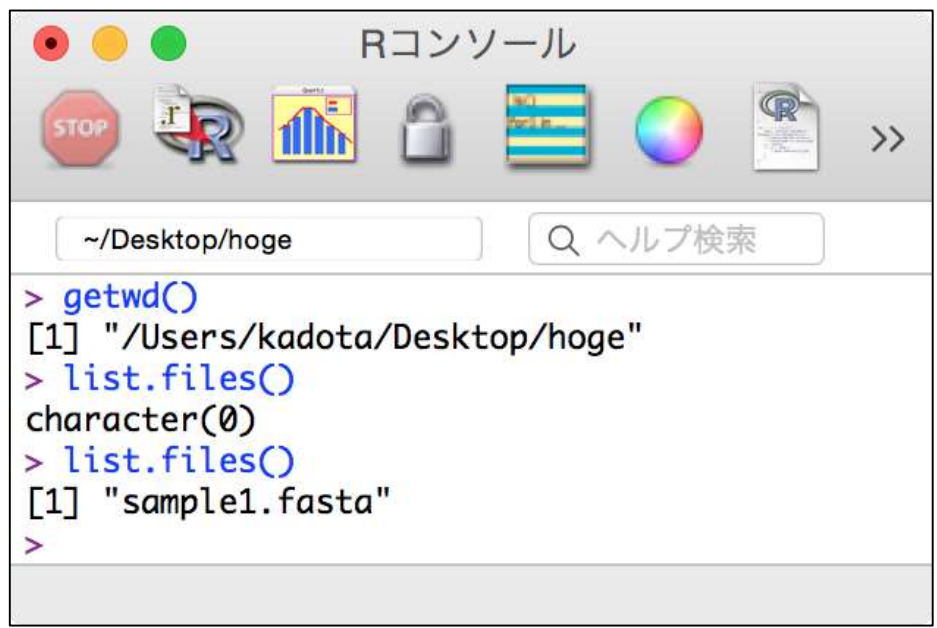 Rコンソール
STOP
~/Desktop/hoge
ヘルプ検索
> getwd()
[1] "/Users/kadota/Desktop/hoge"
> list.files()
character(0)
> list.files()
[1] "sample1.fasta"
>